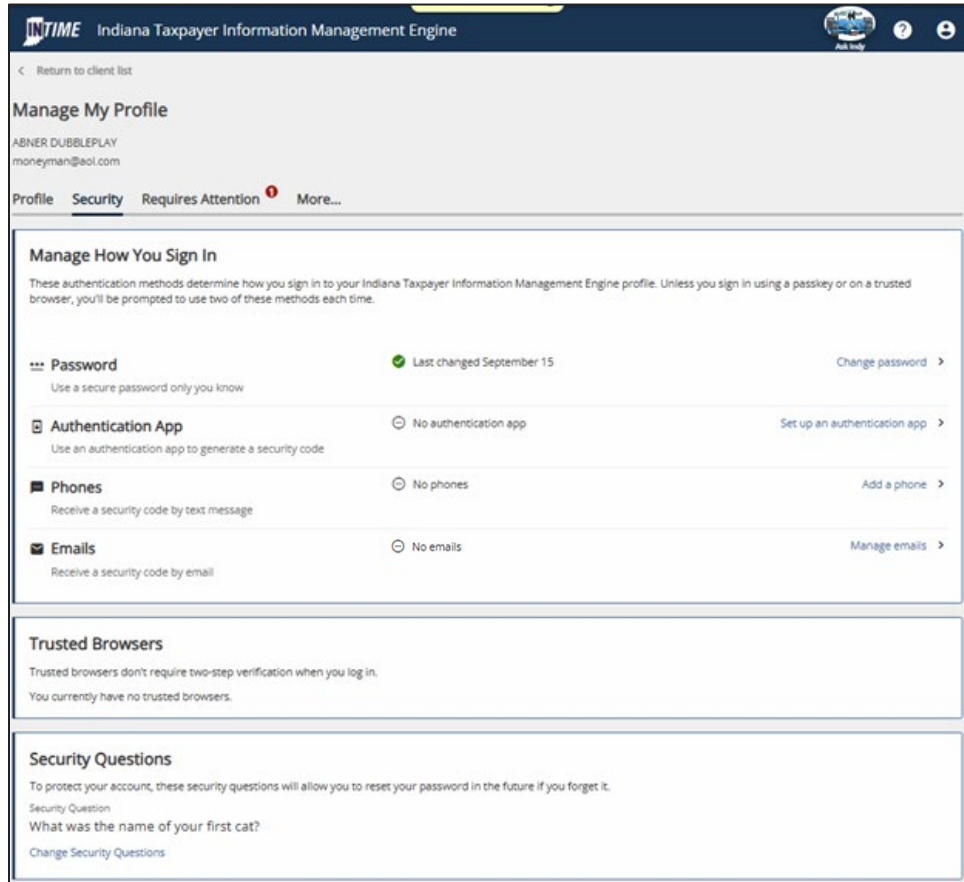 INTIME Indiana Taxpayer Information Management Engine
Ask Indy
?
< Return to client list
Manage My Profile
ABNER DUBBLEPLAY
moneyman@aol.com
Profile Security Requires Attention 1 More...
Manage How You Sign In
These authentication methods determine how you sign in to your Indiana Taxpayer Information Management Engine profile. Unless you sign in using a passkey or on a trusted
browser, you'll be prompted to use two of these methods each time.
Password Last changed September 15 Change password >
Use a secure password only you know
Authentication App No authentication app Set up an authentication app >
Use an authentication app to generate a security code
Phones No phones Add a phone >
Receive a security code by text message
Emails No emails Manage emails >
Receive a security code by email
Trusted Browsers
Trusted browsers don't require two-step verification when you log in.
You currently have no trusted browsers.
Security Questions
To protect your account, these security questions will allow you to reset your password in the future if you forget it.
Security Question
What was the name of your first cat?
Change Security Questions